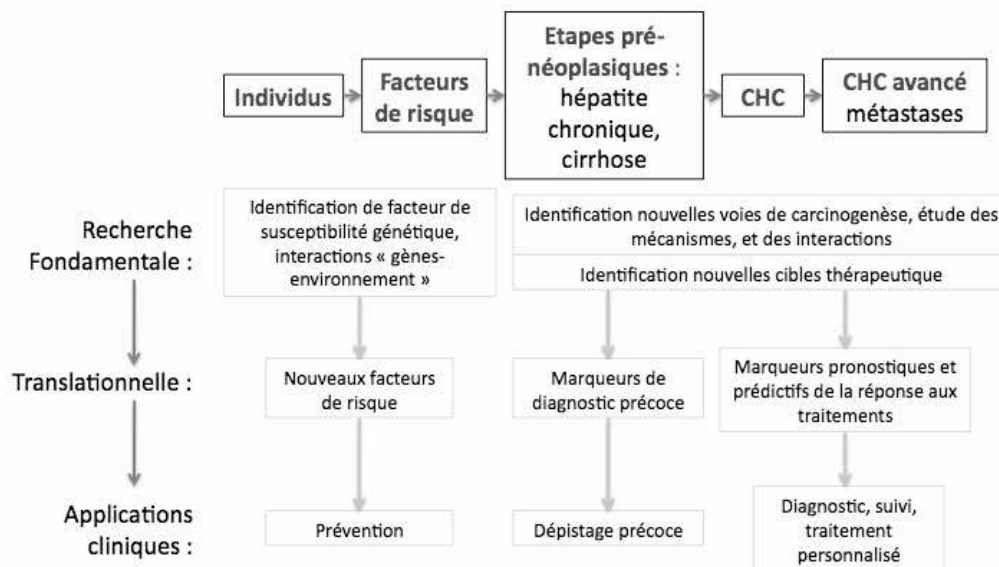 Individus
Facteurs
de risque
Etapes pré-
néoplasiques :
hépatite
chronique,
cirrhose
CHC
CHC avancé
métastases
Recherche
Fondamentale :
Identification de facteur de
susceptibilité génétique,
interactions « gènes-
environnement »
Identification nouvelles voies de carcinogenèse, étude des
mécanismes, et des interactions
Identification nouvelles cibles thérapeutique
Translationnelle :
Nouveaux facteurs
de risque
Marqueurs de
diagnostic précoce
Marqueurs pronostiques et
prédictifs de la réponse aux
traitements
Applications
cliniques :
Prévention
Dépistage précoce
Diagnostic, suivi,
traitement
personnalisé